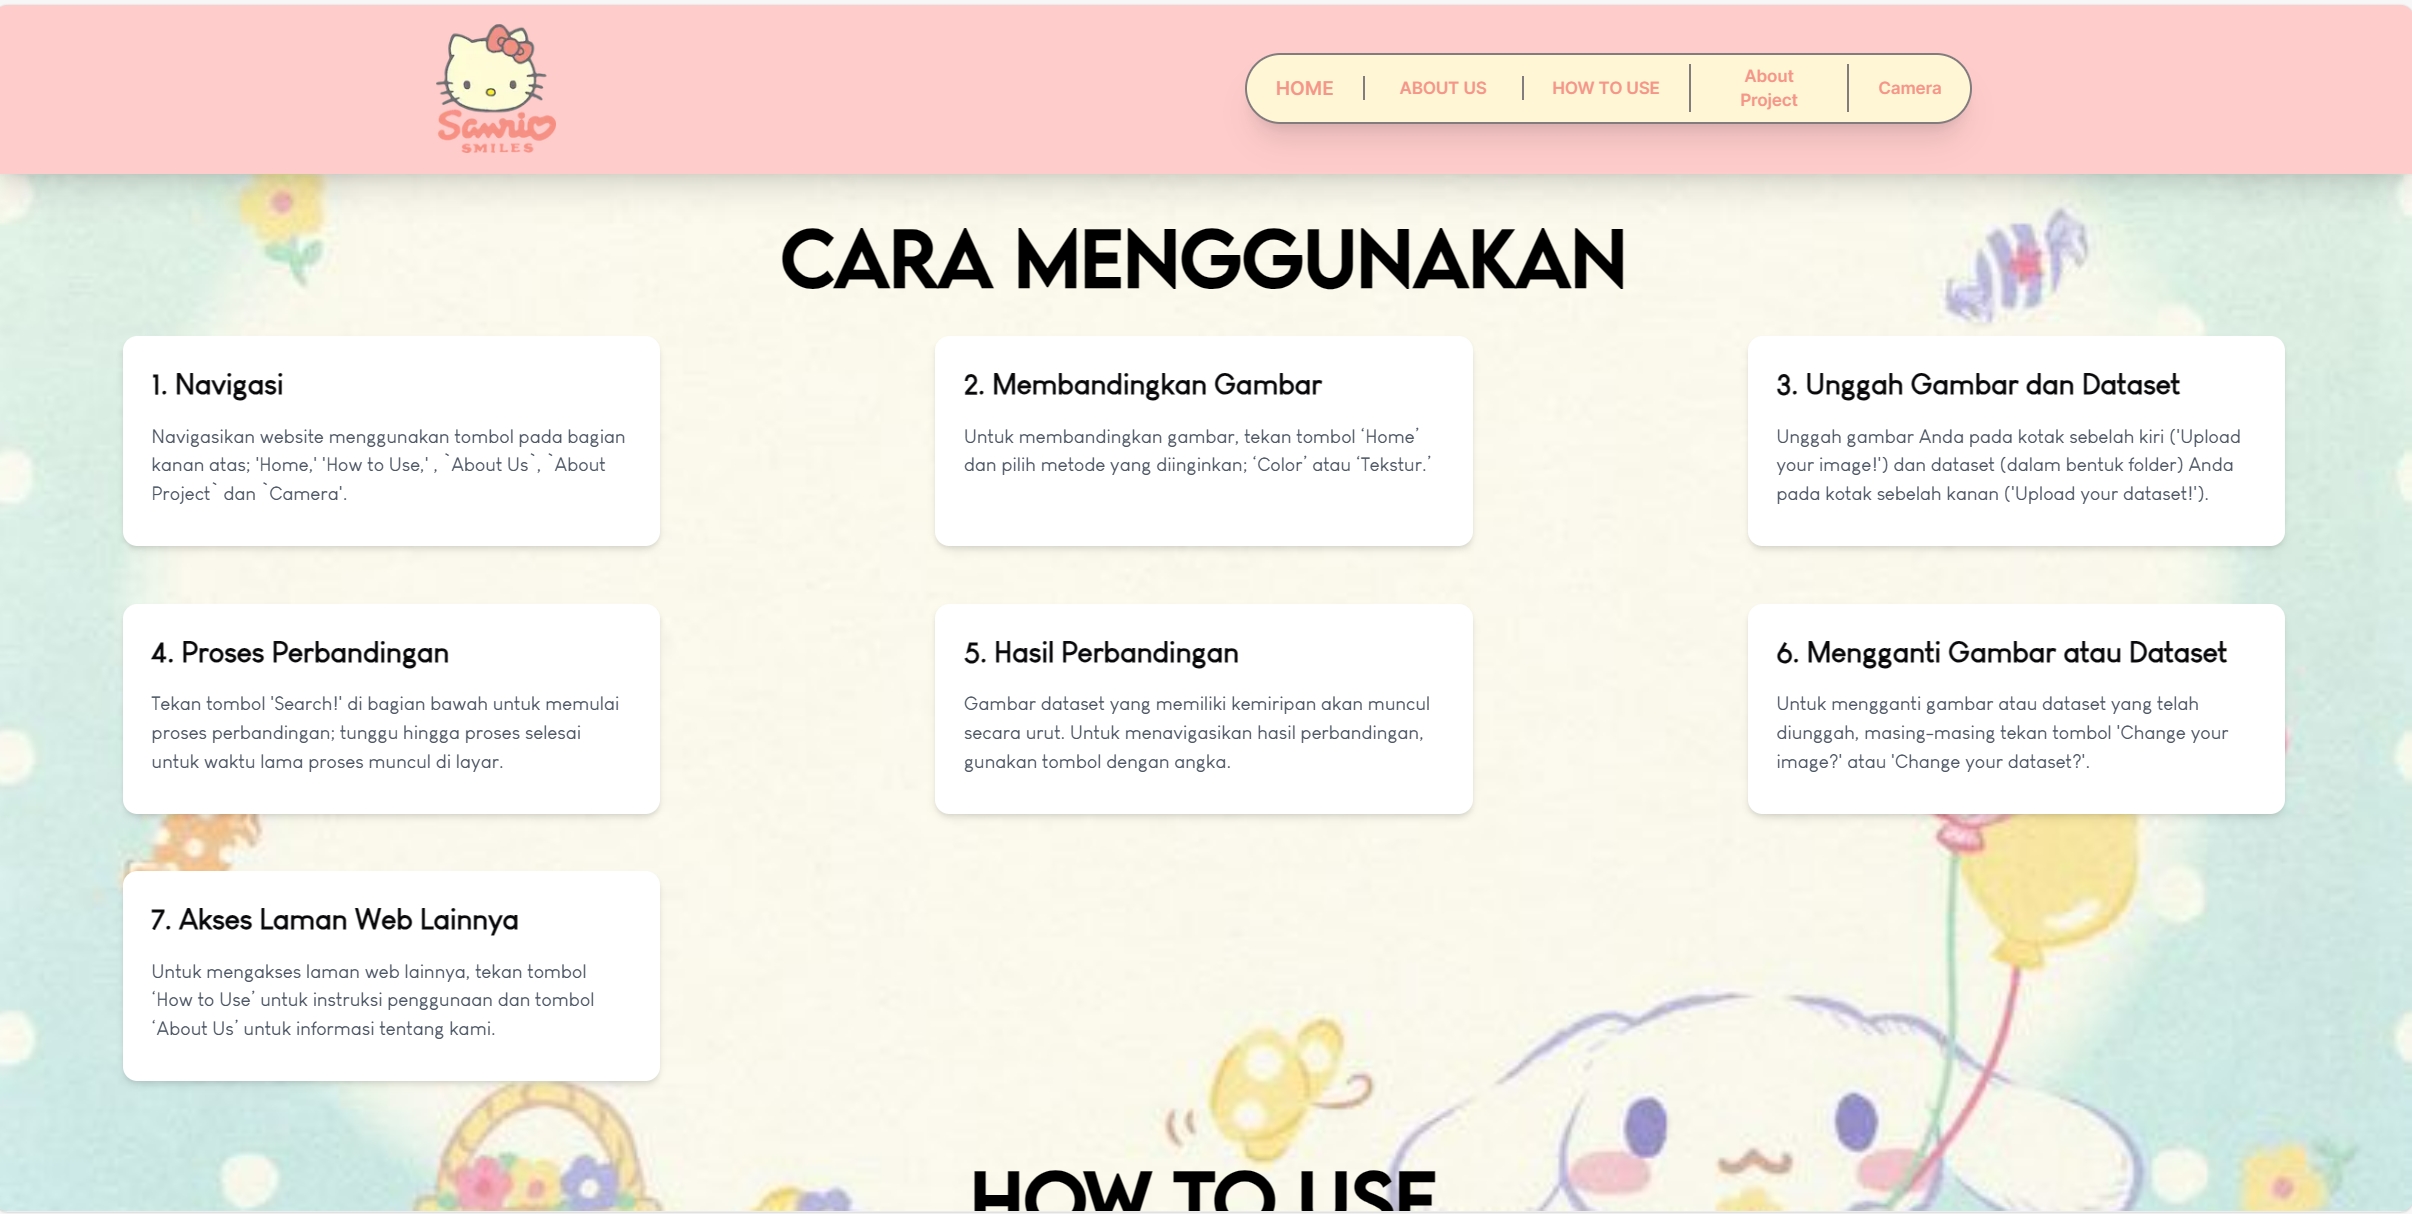 Sanrio
SMILES
HOME
ABOUT US
HOW TO USE
About
Project
Camera
CARA MENGGUNAKAN
1. Navigasi
Navigasikan website menggunakan tombol pada bagian
kanan atas; 'Home,' 'How to Use,' , `About Us`, `About
Project` dan `Camera'.
2. Membandingkan Gambar
Untuk membandingkan gambar, tekan tombol ‘Home’
dan pilih metode yang diinginkan; ‘Color’ atau ‘Tekstur.’
3. Unggah Gambar dan Dataset
Unggah gambar Anda pada kotak sebelah kiri ('Upload
your image!') dan dataset (dalam bentuk folder) Anda
pada kotak sebelah kanan ('Upload your dataset!').
4. Proses Perbandingan
Tekan tombol 'Search!' di bagian bawah untuk memulai
proses perbandingan; tunggu hingga proses selesai
untuk waktu lama proses muncul di layar.
5. Hasil Perbandingan
Gambar dataset yang memiliki kemiripan akan muncul
secara urut. Untuk menavigasikan hasil perbandingan,
gunakan tombol dengan angka.
6. Mengganti Gambar atau Dataset
Untuk mengganti gambar atau dataset yang telah
diunggah, masing-masing tekan tombol 'Change your
image?' atau 'Change your dataset?'.
7. Akses Laman Web Lainnya
Untuk mengakses laman web lainnya, tekan tombol
‘How to Use’ untuk instruksi penggunaan dan tombol
‘About Us’ untuk informasi tentang kami.
HOW TO USE